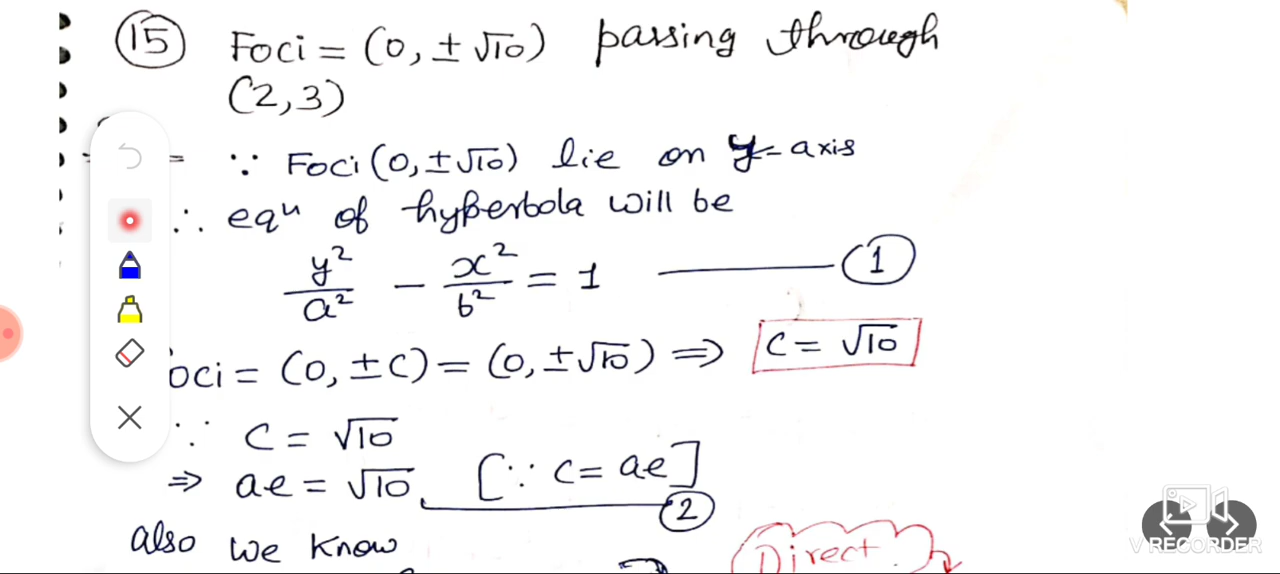 15 Foci = (0, ±√10) passing through
(2,3)
∵ Foci (0, ±√10) lie on y-axis
∴ equⁿ of hyperbola will be
y²/a² - x²/b² = 1 ——— 1
oci = (0, ±c) = (0, ±√10) ⇒ c = √10
∵ c = √10
⇒ ae = √10 [∵ c = ae] 2
also we know
Direct
V RECORDER